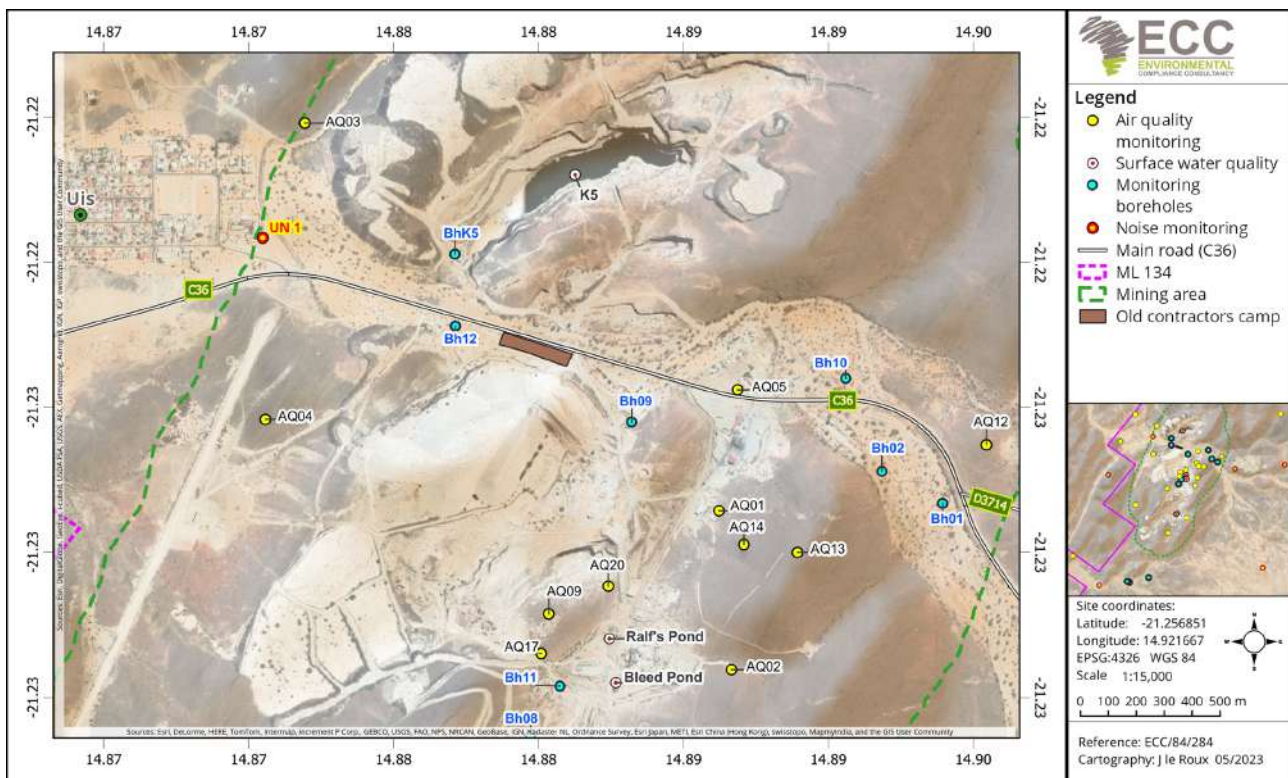 14.87
14.87
14.88
14.88
14.89
14.89
14.90
-21.22
-21.22
-21.23
-21.23
-21.23
-21.22
-21.22
-21.23
-21.23
-21.23
AQ03
K5
Uis
UN 1
BhK5
C36
Bh12
Bh10
AQ05
C36
Bh09
AQ04
AQ12
Bh02
AQ01
Bh01
D3714
AQ14
AQ13
AQ20
AQ09
Ralf's Pond
AQ17
AQ02
Bleed Pond
Bh11
Bh08
14.87
14.87
14.88
14.88
14.89
14.89
14.90
ECC
ENVIRONMENTAL
COMPLIANCE CONSULTANCY
Legend
Air quality
monitoring
Surface water quality
Monitoring
boreholes
Noise monitoring
Main road (C36)
ML 134
Mining area
Old contractors camp
Site coordinates:
Latitude: -21.256851
Longitude: 14.921667
EPSG:4326 WGS 84
Scale 1:15,000
0 100 200 300 400 500 m
Reference: ECC/84/284
Cartography: J le Roux 05/2023